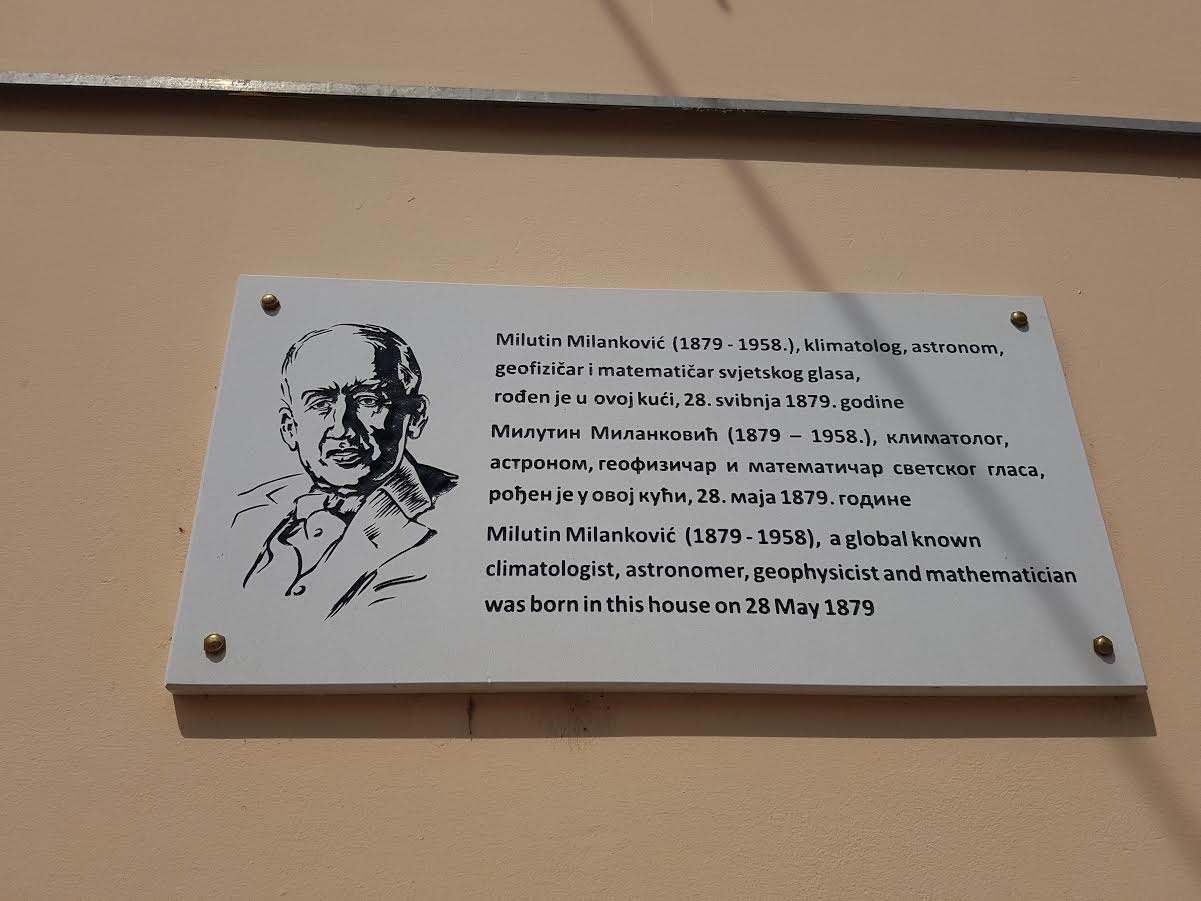 Milutin Milanković (1879 - 1958.), klimatolog, astronom,
geofizičar i matematičar svjetskog glasa,
rođen je u ovoj kući, 28. svibnja 1879. godine
Милутин Миланковић (1879 – 1958.), климатолог,
астроном, геофизичар и математичар светског гласа,
рођен је у овој кући, 28. маја 1879. године
Milutin Milanković (1879 - 1958), a global known
climatologist, astronomer, geophysicist and mathematician
was born in this house on 28 May 1879